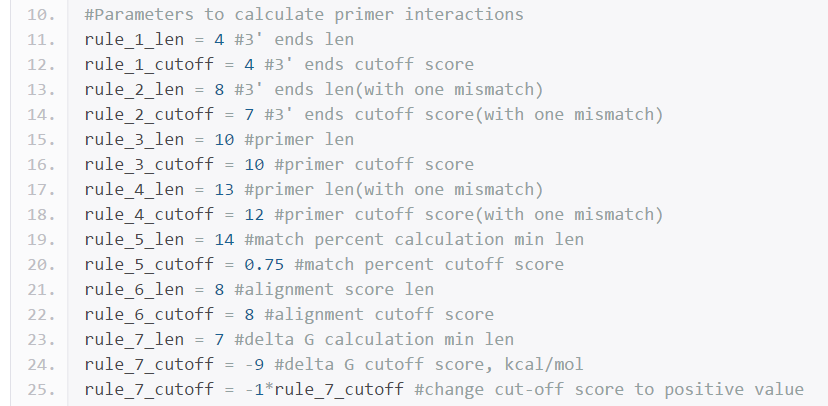 10. #Parameters to calculate primer interactions
11. rule_1_len = 4 #3' ends len
12. rule_1_cutoff = 4 #3' ends cutoff score
13. rule_2_len = 8 #3' ends len(with one mismatch)
14. rule_2_cutoff = 7 #3' ends cutoff score(with one mismatch)
15. rule_3_len = 10 #primer len
16. rule_3_cutoff = 10 #primer cutoff score
17. rule_4_len = 13 #primer len(with one mismatch)
18. rule_4_cutoff = 12 #primer cutoff score(with one mismatch)
19. rule_5_len = 14 #match percent calculation min len
20. rule_5_cutoff = 0.75 #match percent cutoff score
21. rule_6_len = 8 #alignment score len
22. rule_6_cutoff = 8 #alignment cutoff score
23. rule_7_len = 7 #delta G calculation min len
24. rule_7_cutoff = -9 #delta G cutoff score, kcal/mol
25. rule_7_cutoff = -1*rule_7_cutoff #change cut-off score to positive value